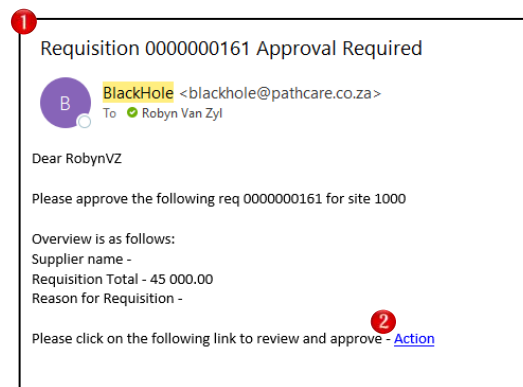 1
Requisition 0000000161 Approval Required
B
BlackHole <blackhole@pathcare.co.za>
To Robyn Van Zyl
Dear RobynVZ
Please approve the following req 0000000161 for site 1000
Overview is as follows:
Supplier name -
Requisition Total - 45 000.00
Reason for Requisition -
2
Please click on the following link to review and approve - Action